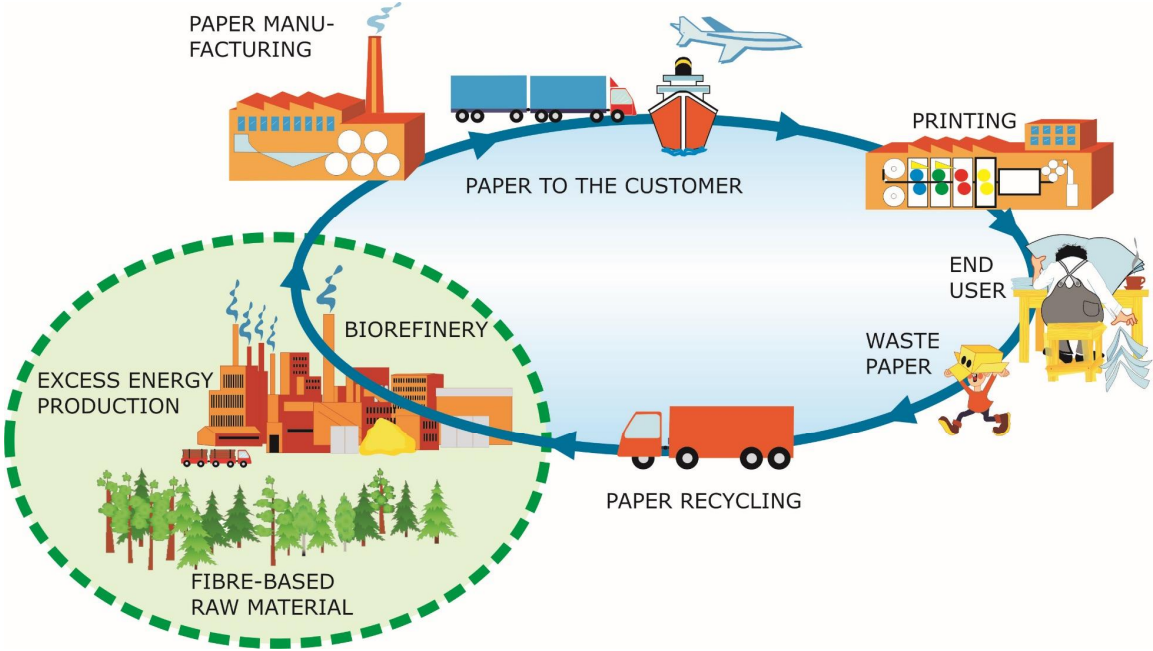 PAPER MANU-
FACTURING
PRINTING
PAPER TO THE CUSTOMER
END
USER
WASTE
PAPER
BIOREFINERY
EXCESS ENERGY
PRODUCTION
PAPER RECYCLING
FIBRE-BASED
RAW MATERIAL